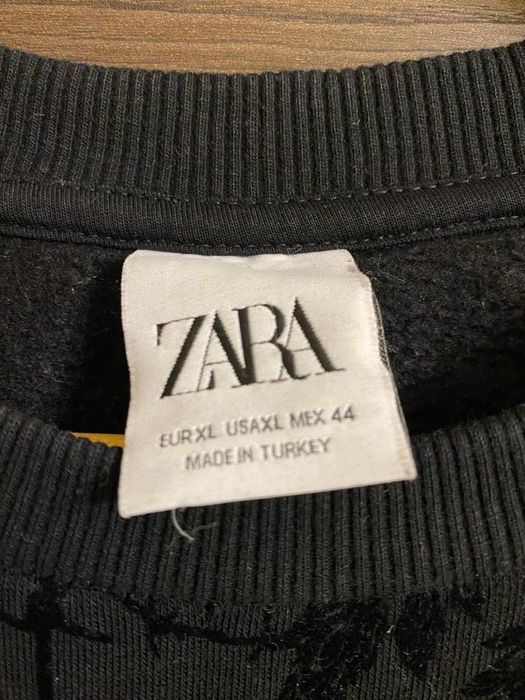 ZARA
EUR XL USA XL MEX 44
MADE IN TURKEY